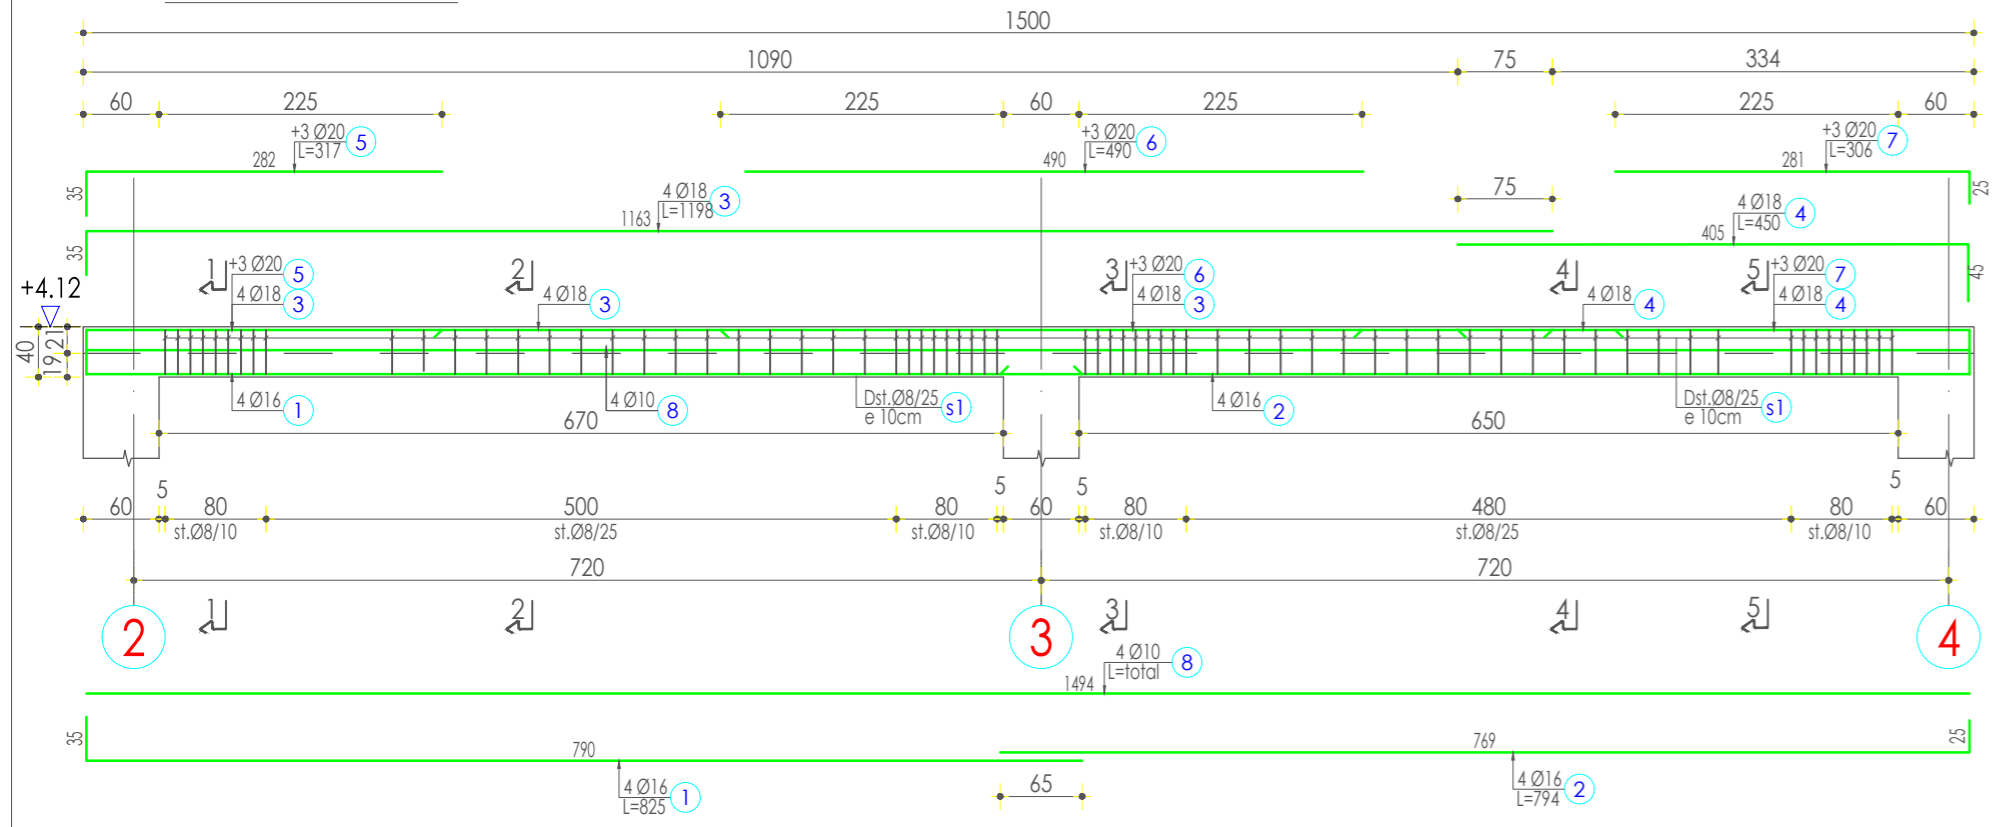 1500
1090 75 334
60 225 225 60 225 225 60
+3 Ø20 5
L=317
282
35
+3 Ø20 6
L=490
490
+3 Ø20 7
L=306
281
25
75
4 Ø18 3
L=1198
1163
35
4 Ø18 4
L=450
405
45
1 2 3 4 5
+3 Ø20 5
4 Ø18 3
4 Ø18 3
+3 Ø20 6
4 Ø18 3
4 Ø18 4
+3 Ø20 7
4 Ø18 4
+4.12
40
19.21
4 Ø16 1
4 Ø10 8
Dst.Ø8/25 s1
e 10cm
4 Ø16 2
Dst.Ø8/25 s1
e 10cm
670 650
5 5 5 5
60 80 500 80 60 80 480 80 60
st.Ø8/10 st.Ø8/25 st.Ø8/10 st.Ø8/10 st.Ø8/25 st.Ø8/10
720 720
1 2 3 4 5
2 3 4
4 Ø10 8
L=total
1494
35
790
769
25
4 Ø16 1
L=825
65
4 Ø16 2
L=794